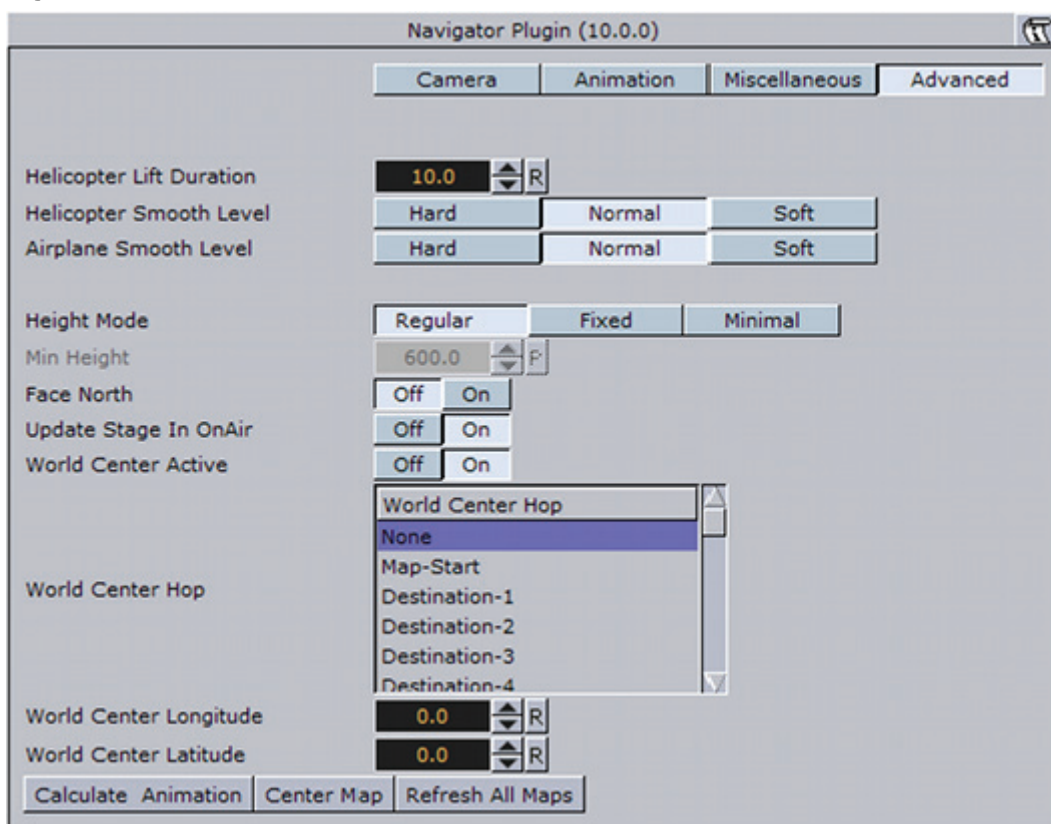 Navigator Plugin (10.0.0)
Camera Animation Miscellaneous Advanced
Helicopter Lift Duration 10.0 R
Helicopter Smooth Level Hard Normal Soft
Airplane Smooth Level Hard Normal Soft
Height Mode Regular Fixed Minimal
Min Height 600.0 R
Face North Off On
Update Stage In OnAir Off On
World Center Active Off On
World Center Hop
None
Map-Start
World Center Hop
Destination-1
Destination-2
Destination-3
Destination-4
World Center Longitude 0.0 R
World Center Latitude 0.0 R
Calculate Animation Center Map Refresh All Maps